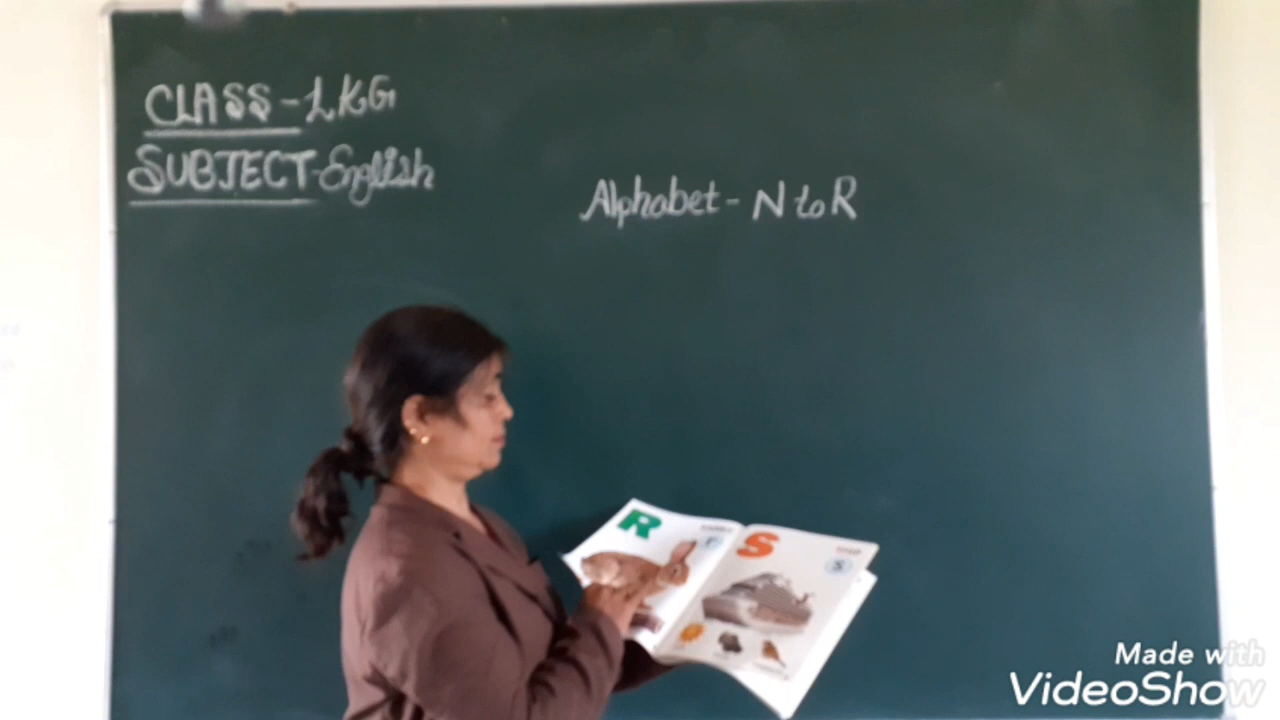 CLASS - LKG
SUBJECT - English
Alphabet - N to R
R
S
S
Made with
VideoShow